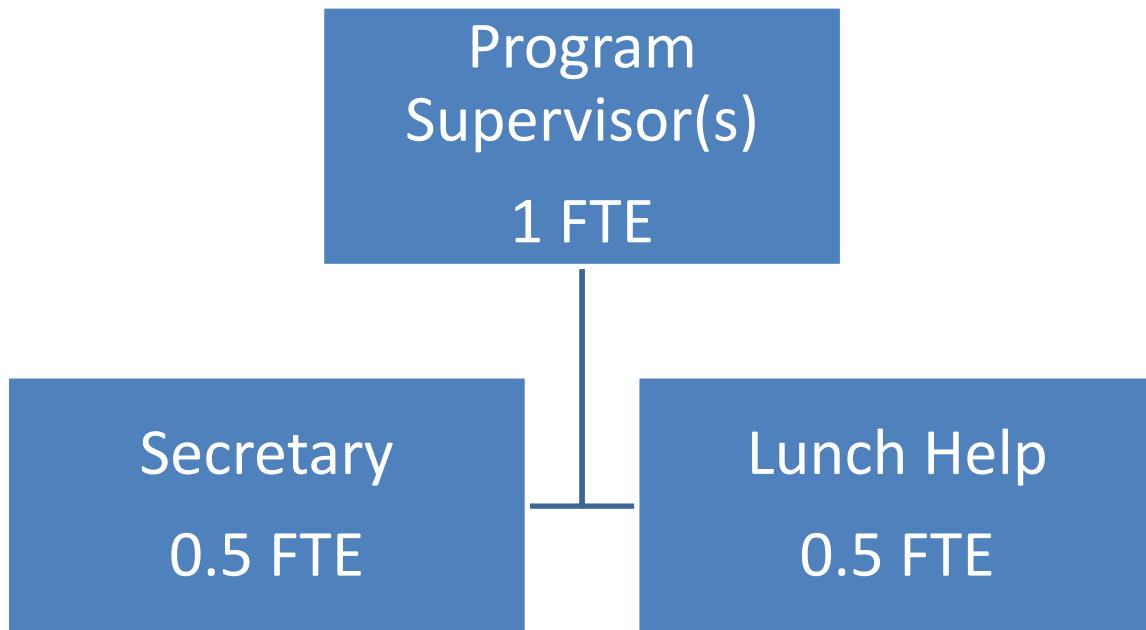 Program
Supervisor(s)
1 FTE
Secretary
0.5 FTE
Lunch Help
0.5 FTE